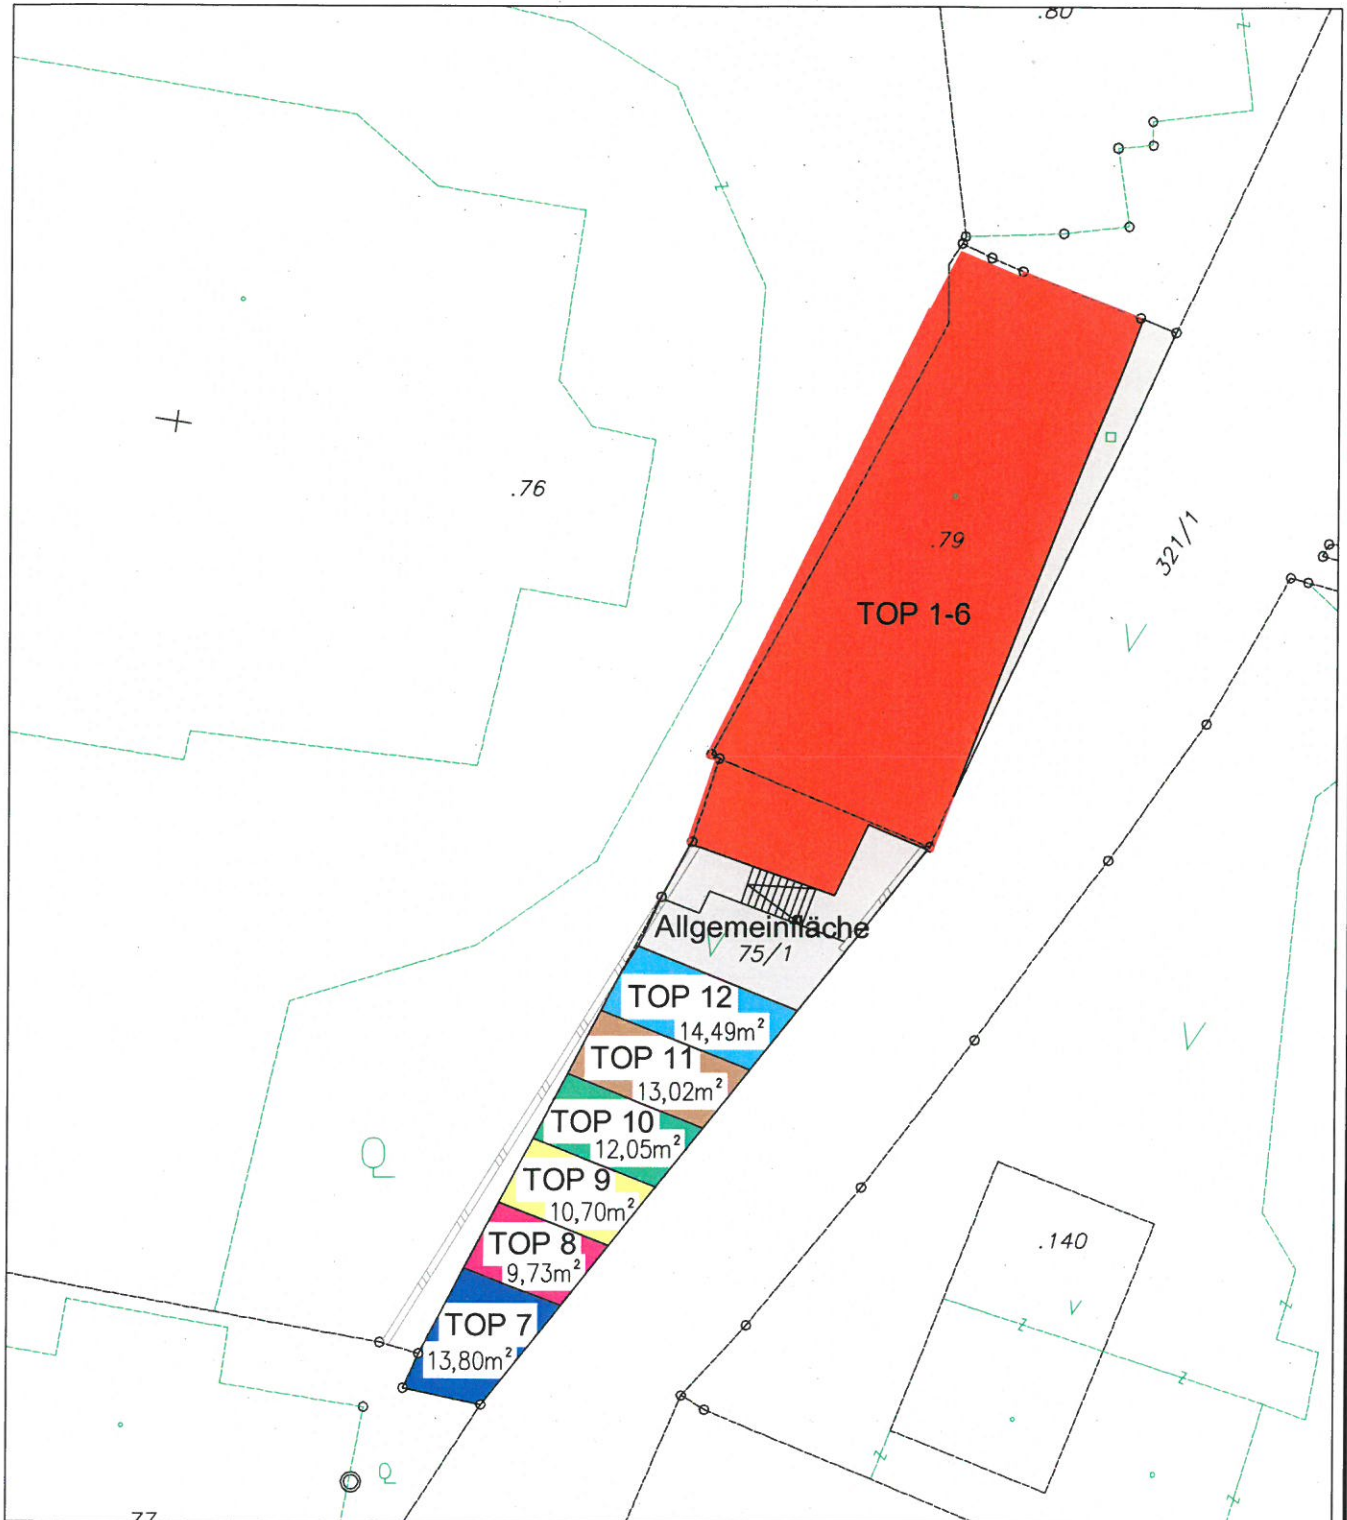 .80
.76
.79
321/1
TOP 1-6
Allgemeinfläche
75/1
TOP 12
14,49m²
TOP 11
13,02m²
TOP 10
12,05m²
TOP 9
10,70m²
TOP 8
9,73m²
.140
TOP 7
13,80m²
77